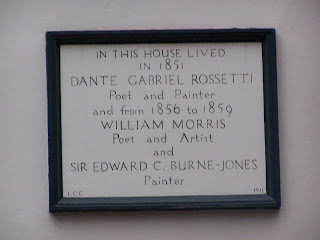 IN THIS HOUSE LIVED
IN 1851
DANTE GABRIEL ROSSETTI
Poet and Painter
and from 1856 to 1859
WILLIAM MORRIS
Poet and Artist
and
SIR EDWARD C. BURNE-JONES
Painter
L.C.C. 1911